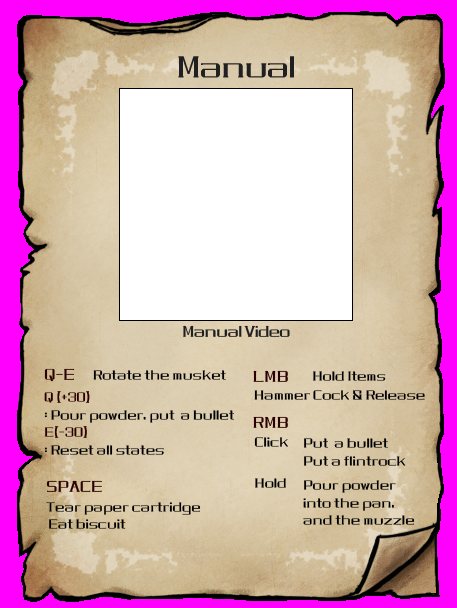 Manual
Manual Video
Q-E Rotate the musket
Q (+30)
: Pour powder, put a bullet
E(-30)
: Reset all states
SPACE
Tear paper cartridge
Eat biscuit
LMB Hold Items
Hammer Cock & Release
RMB
Click Put a bullet
Put a flintrock
Hold Pour powder
into the pan,
and the muzzle